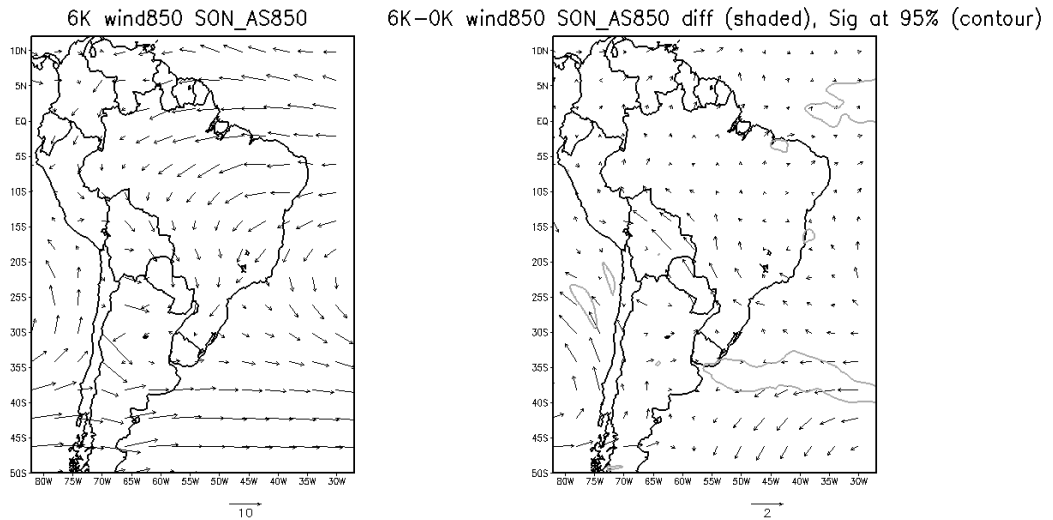 6K wind850 SON_AS850
10N
5N
EQ
5S
10S
15S
20S
25S
30S
35S
40S
45S
50S
80W 75W 70W 65W 60W 55W 50W 45W 40W 35W 30W
10
6K-0K wind850 SON_AS850 diff (shaded), Sig at 95% (contour)
10N
5N
EQ
5S
10S
15S
20S
25S
30S
35S
40S
45S
50S
80W 75W 70W 65W 60W 55W 50W 45W 40W 35W 30W
2